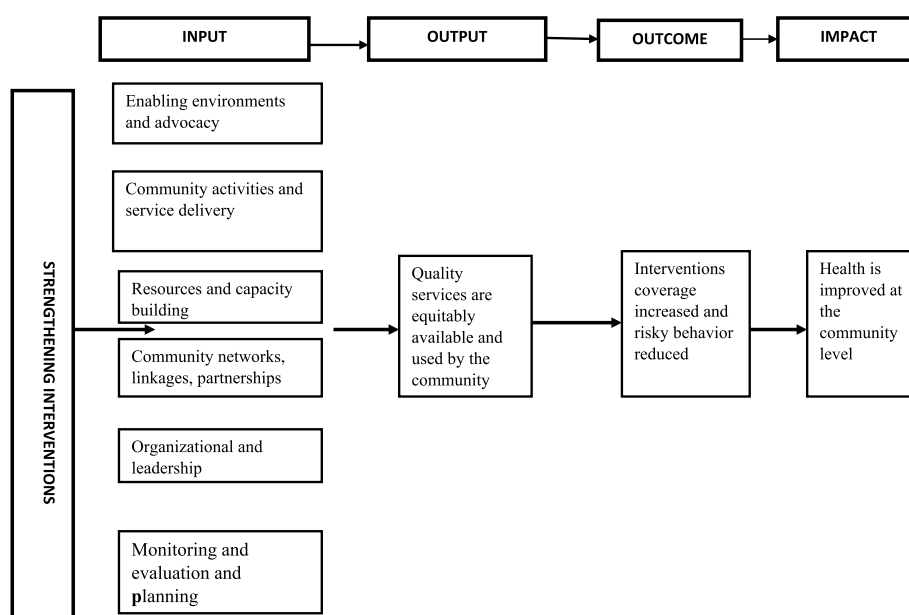 INPUT
OUTPUT
OUTCOME
IMPACT
STRENGTHENING INTERVENTIONS
Enabling environments
and advocacy
Community activities and
service delivery
Resources and capacity
building
Community networks,
linkages, partnerships
Organizational and
leadership
Monitoring and
evaluation and
planning
Quality
services are
equitably
available and
used by the
community
Interventions
coverage
increased and
risky behavior
reduced
Health is
improved at
the
community
level